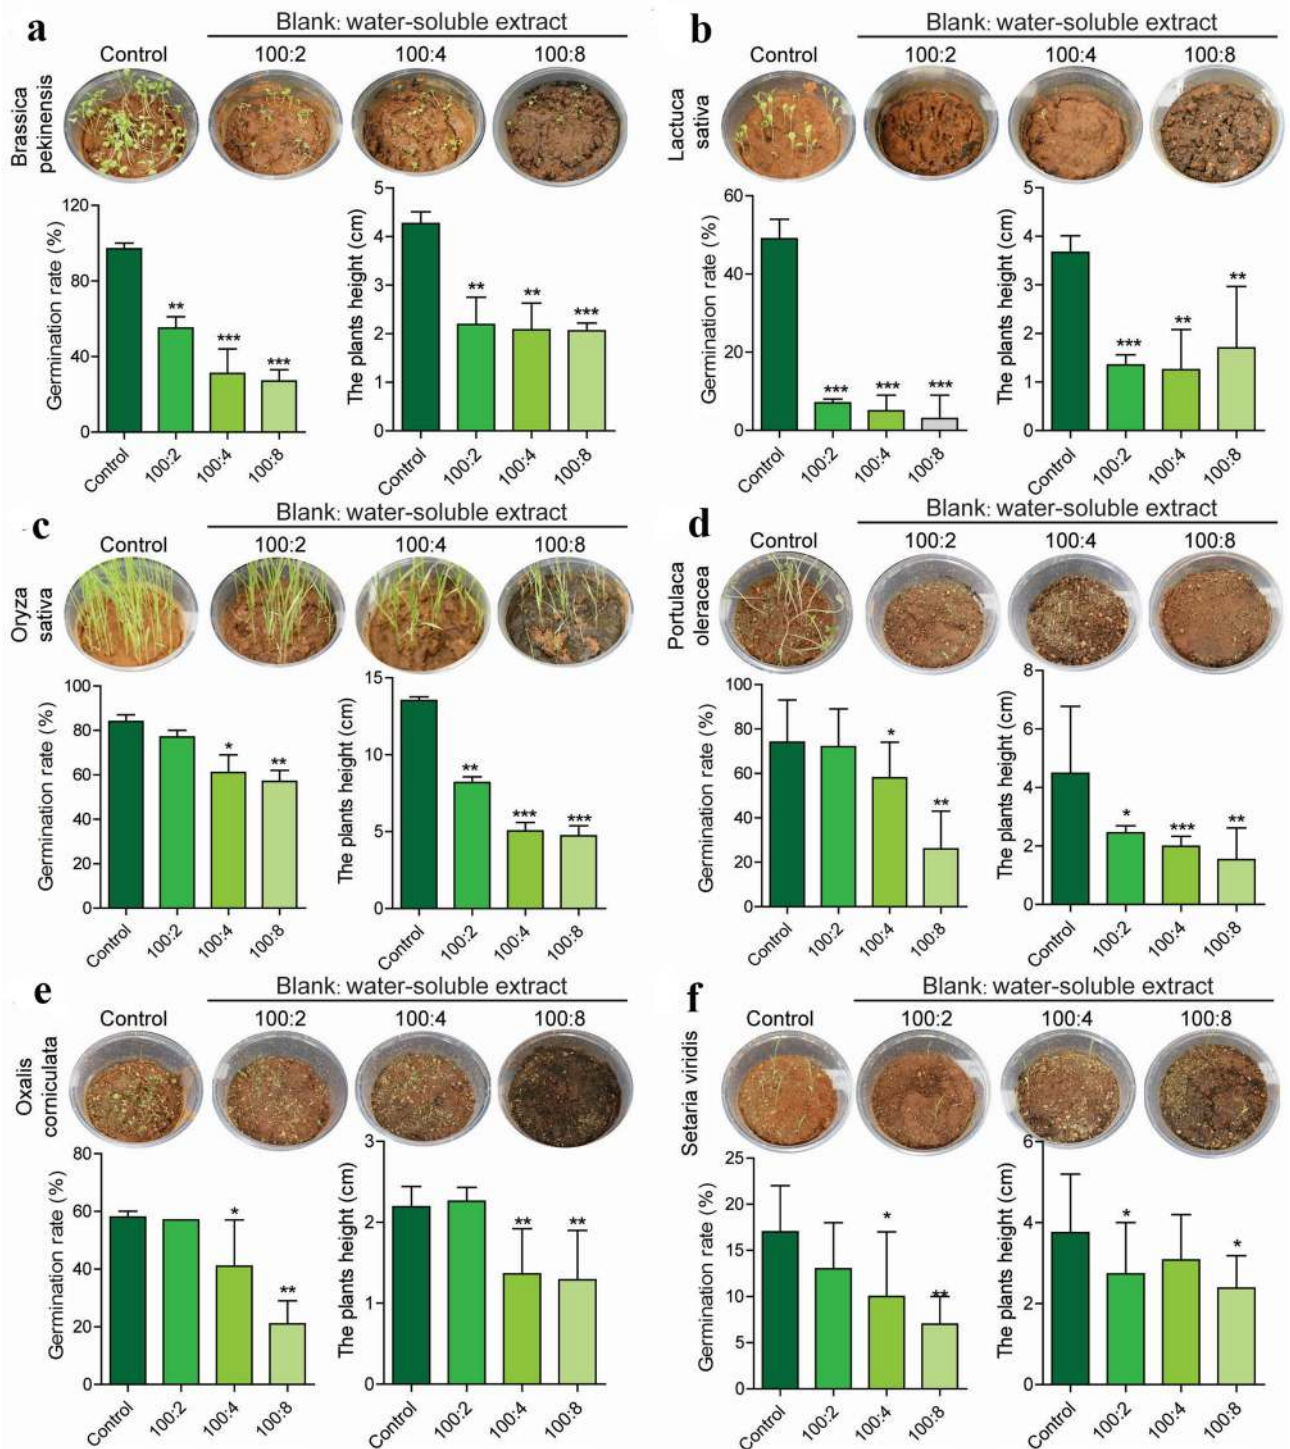 a
Blank: water-soluble extract
Control 100:2 100:4 100:8
Brassica
pekinensis
Germination rate (%)
120
80
40
0
Control 100:2 100:4 100:8
** *** ***
The plants height (cm)
5
4
3
2
1
0
Control 100:2 100:4 100:8
** ** ***
b
Blank: water-soluble extract
Control 100:2 100:4 100:8
Lactuca
sativa
Germination rate (%)
60
40
20
0
Control 100:2 100:4 100:8
*** *** ***
The plants height (cm)
5
4
3
2
1
0
Control 100:2 100:4 100:8
*** ** **
c
Blank: water-soluble extract
Control 100:2 100:4 100:8
Oryza
sativa
Germination rate (%)
100
80
60
40
20
0
Control 100:2 100:4 100:8
* **
The plants height (cm)
15
10
5
0
Control 100:2 100:4 100:8
** *** ***
d
Blank: water-soluble extract
Control 100:2 100:4 100:8
Portulaca
oleracea
Germination rate (%)
100
80
60
40
20
0
Control 100:2 100:4 100:8
* **
The plants height (cm)
8
6
4
2
0
Control 100:2 100:4 100:8
* *** **
e
Blank: water-soluble extract
Control 100:2 100:4 100:8
Oxalis
corniculata
Germination rate (%)
80
60
40
20
0
Control 100:2 100:4 100:8
* **
The plants height (cm)
3
2
1
0
Control 100:2 100:4 100:8
** **
f
Blank: water-soluble extract
Control 100:2 100:4 100:8
Setaria viridis
Germination rate (%)
25
20
15
10
5
0
Control 100:2 100:4 100:8
* **
The plants height (cm)
6
4
2
0
Control 100:2 100:4 100:8
* *